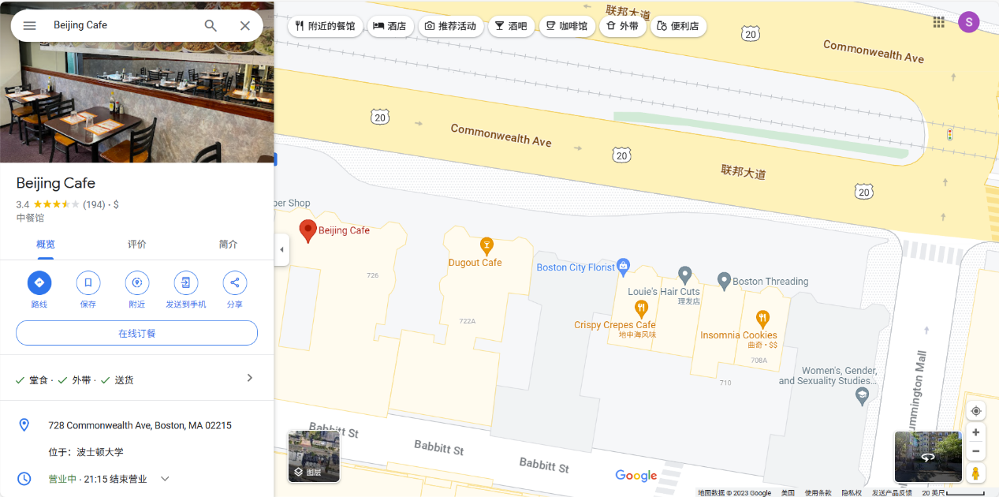 Beijing Cafe
附近的餐馆
酒店
推荐活动
酒吧
咖啡馆
外带
便利店
S
Beijing Cafe
3.4 (194) · $
中餐馆
概览
评价
简介
路线
保存
附近
发送到手机
分享
在线订餐
堂食 · 外带 · 送货
728 Commonwealth Ave, Boston, MA 02215
位于：波士顿大学
营业中 · 21:15 结束营业
联邦大道
20
Commonwealth Ave
20
Commonwealth Ave
20
联邦大道
20
per Shop
Beijing Cafe
726
Dugout Cafe
722A
Boston City Florist
Louie's Hair Cuts
理发店
Boston Threading
Crispy Crepes Cafe
地中海风味
Insomnia Cookies
曲奇 · $$
708A
710
Women's, Gender,
and Sexuality Studies...
ummington Mall
Babbitt St
Babbitt St
Babbitt St
图层
Google
地图数据 © 2023 Google 美国 使用条款 隐私权 发送产品反馈 20 英尺